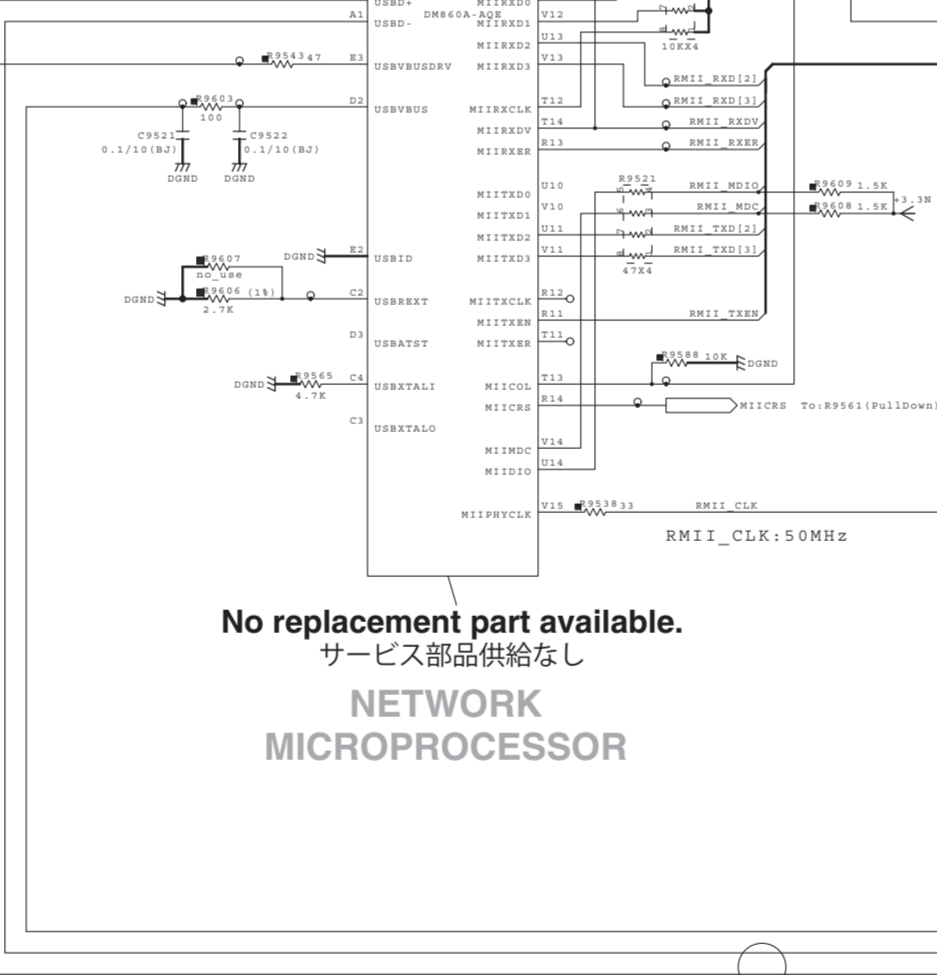 USBD+
MIIRXD0
DM860A-AQE
A1
USBD-
MIIRXD1
V12
MIIRXD2
U13
10KX4
E3
R9543 47
USBVBUSDRV
MIIRXD3
V13
RMII_RXD[2]
D2
R9603
100
USBVBUS
MIIRXCLK
T12
RMII_RXD[3]
C9521
0.1/10(BJ)
C9522
0.1/10(BJ)
DGND
DGND
MIIRXDV
T14
RMII_RXDV
MIIRXER
R13
RMII_RXER
MIITXD0
U10
R9521
RMII_MDIO
R9609 1.5K
MIITXD1
V10
RMII_MDC
R9608 1.5K
+3.3N
MIITXD2
U11
RMII_TXD[2]
MIITXD3
V11
RMII_TXD[3]
47X4
DGND
E2
USBID
R9607
no_use
DGND
R9606 (1%)
2.7K
C2
USBREXT
MIITXCLK
R12
MIITXEN
R11
RMII_TXEN
D3
USBATST
MIITXER
T11
R9588 10K
DGND
DGND
R9565
4.7K
C4
USBXTALI
MIICOL
T13
MIICRS
R14
MIICRS To:R9561(PullDown)
C3
USBXTALO
MIIMDC
V14
MIIDIO
U14
MIIPHYCLK
V15
R9538 33
RMII_CLK
RMII_CLK:50MHz
No replacement part available.
サービス部品供給なし
NETWORK
MICROPROCESSOR